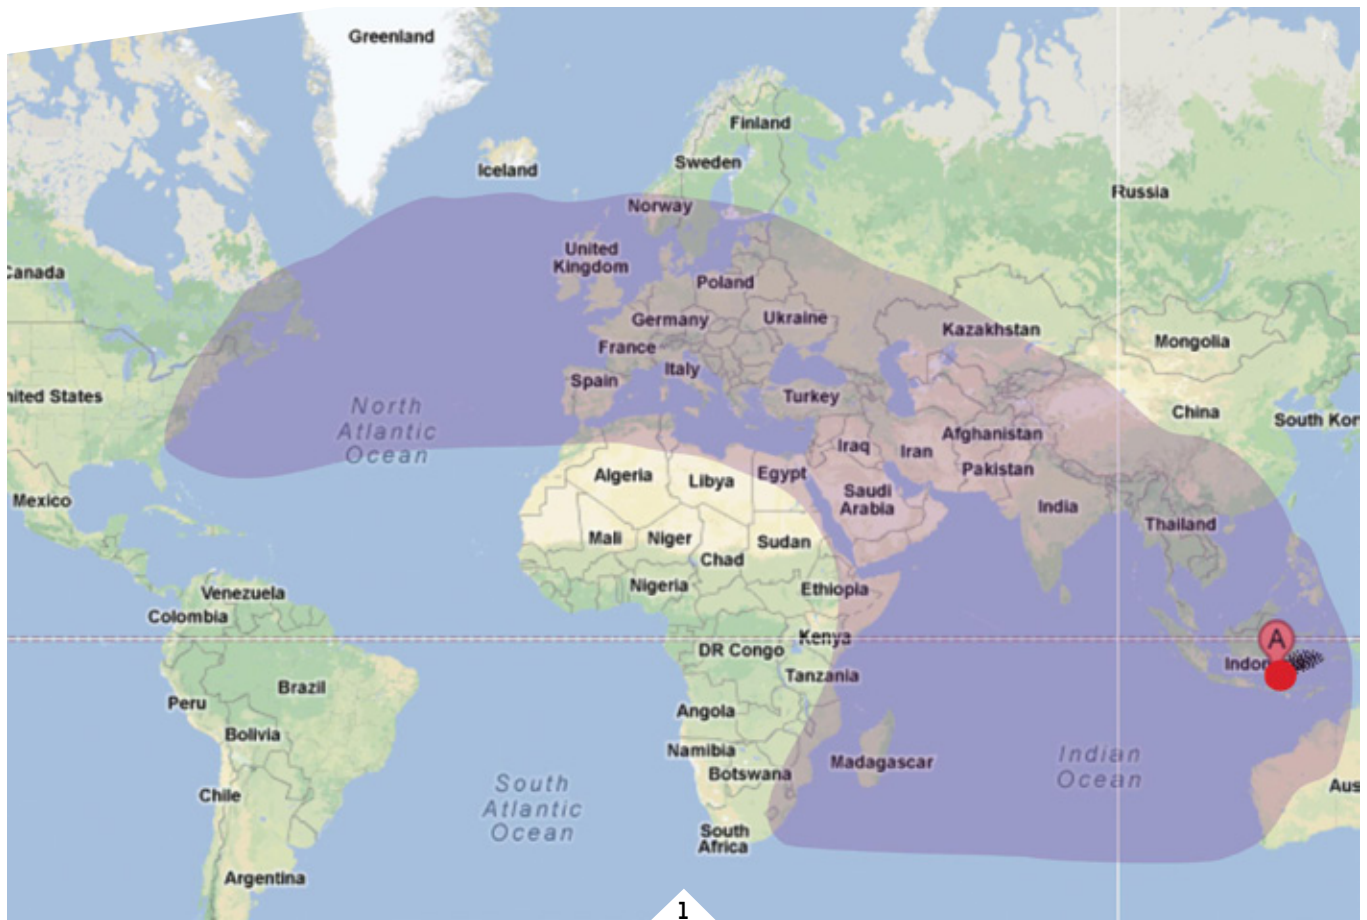 Greenland
Finland
Sweden
Iceland
Russia
Norway
United
Kingdom
Canada
Poland
Germany
Ukraine
Kazakhstan
Mongolia
France
Italy
Spain
Turkey
nited States
China
South Kor
North
Atlantic
Ocean
Afghanistan
Iraq
Iran
Pakistan
Algeria
Libya
Egypt
Saudi
Arabia
India
Mexico
Thailand
Mali
Niger
Sudan
Chad
Nigeria
Ethiopia
Venezuela
Colombia
Kenya
A
DR Congo
Indon
Tanzania
Brazil
Peru
Angola
Bolivia
Namibia
Madagascar
Indian
Ocean
Botswana
South
Atlantic
Ocean
Chile
Aus
South
Africa
Argentina
1